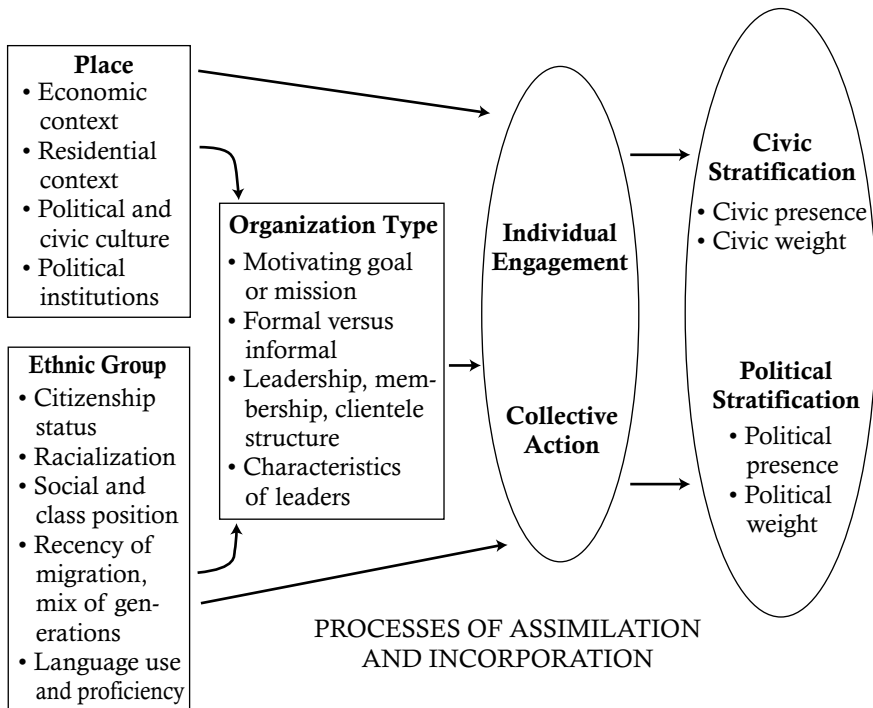 Place
• Economic
context
• Residential
context
• Political and
civic culture
• Political
institutions
Ethnic Group
• Citizenship
status
• Racialization
• Social and
class position
• Recency of
migration,
mix of gen-
erations
• Language use
and proficiency
Organization Type
• Motivating goal
or mission
• Formal versus
informal
• Leadership, mem-
bership, clientele
structure
• Characteristics
of leaders
Individual
Engagement
Collective
Action
Civic
Stratification
• Civic presence
• Civic weight
Political
Stratification
• Political
presence
• Political
weight
PROCESSES OF ASSIMILATION
AND INCORPORATION